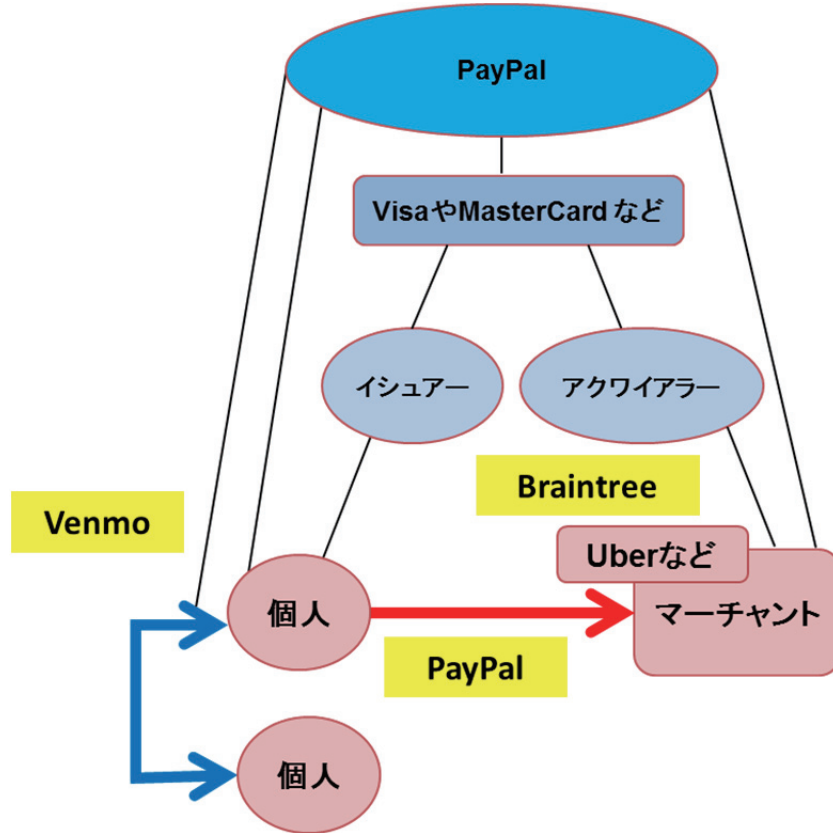 PayPal
VisaやMasterCard など
イシュアー
アクワイアラー
Braintree
Venmo
Uberなど
個人
マーチャント
PayPal
個人